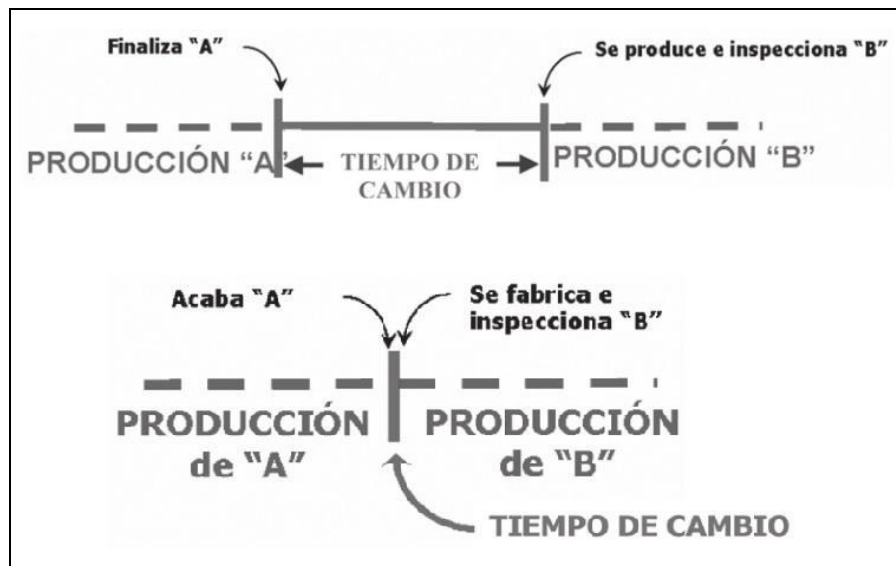 Finaliza “A”
Se produce e inspecciona “B”
PRODUCCIÓN “A”
TIEMPO DE
CAMBIO
PRODUCCIÓN “B”
Acaba “A”
Se fabrica e
inspecciona “B”
PRODUCCIÓN
de “A”
PRODUCCIÓN
de “B”
TIEMPO DE CAMBIO